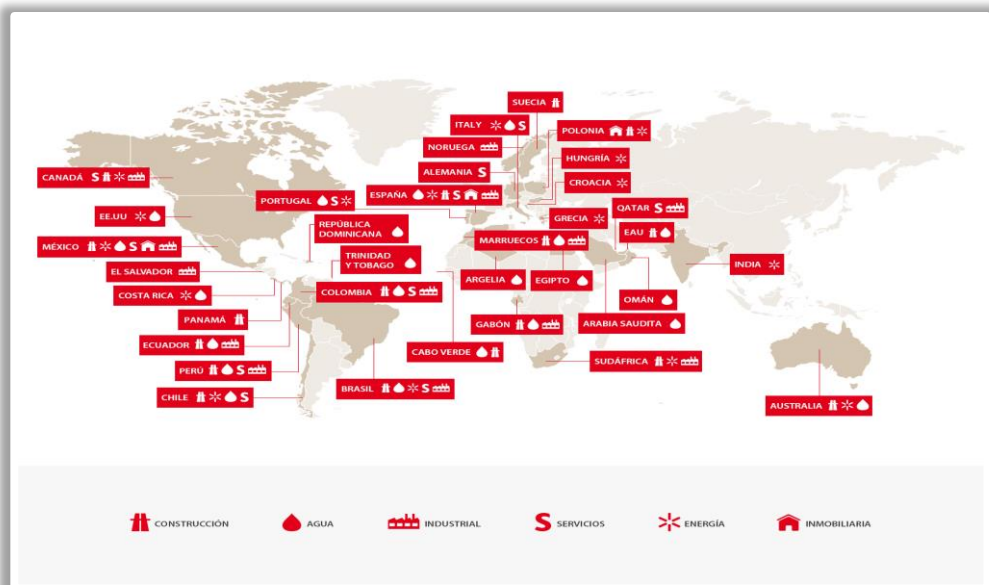 SUECIA
ITALY S
POLONIA
NORUEGA
HUNGRÍA
ALEMANIA S
CROACIA
CANADÁ S
ESPAÑA S
PORTUGAL S
QATAR S
EE.UU
REPÚBLICA
DOMINICANA
GRECIA
EAU
MÉXICO S
MARRUECOS
TRINIDAD
Y TOBAGO
INDIA
EL SALVADOR
ARGELIA
EGIPTO
COSTA RICA
COLOMBIA S
OMÁN
PANAMÁ
GABÓN
ARABIA SAUDITA
ECUADOR
CABO VERDE
SUDÁFRICA
PERÚ S
BRASIL S
CHILE S
AUSTRALIA
CONSTRUCCIÓN
AGUA
INDUSTRIAL
S SERVICIOS
ENERGÍA
INMOBILIARIA